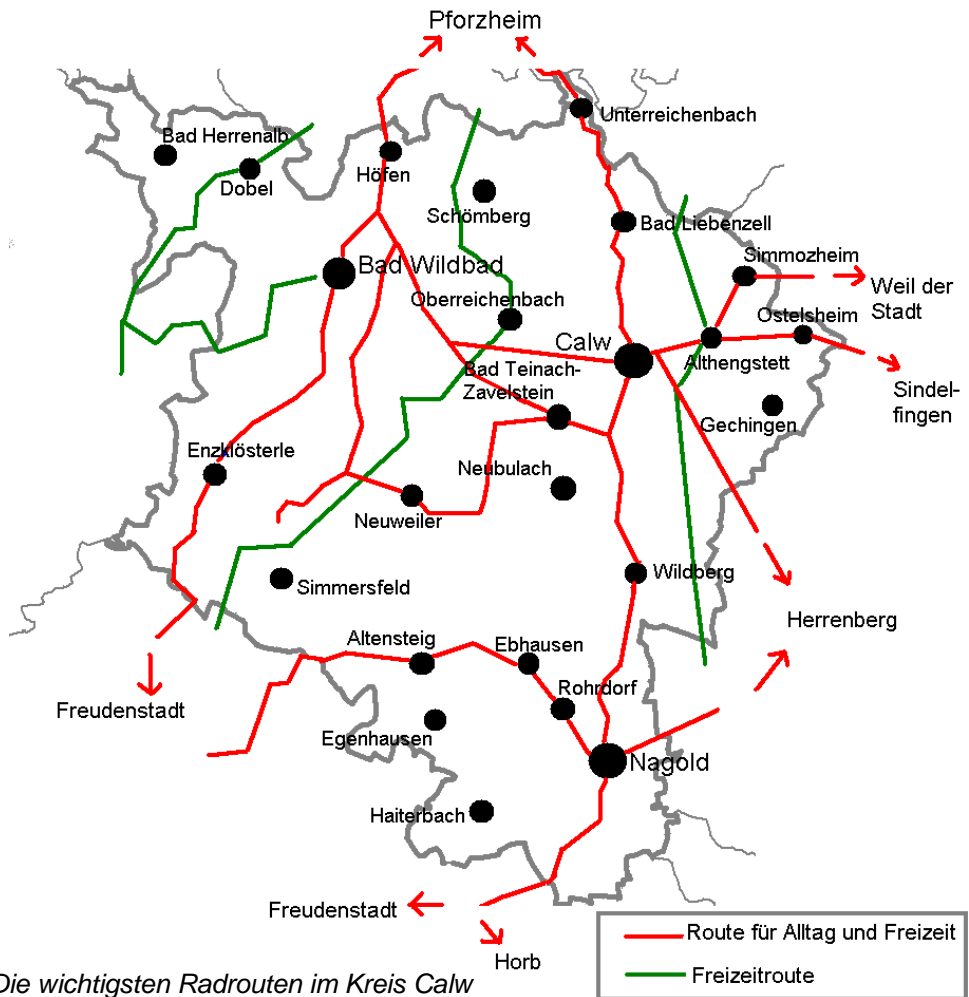 Pforzheim
Unterreichenbach
Bad Herrenalb
Dobel
Höfen
Schömberg
Bad Liebenzell
Simmozheim
Bad Wildbad
Weil der
Stadt
Oberreichenbach
Ostelsheim
Calw
Althengstett
Bad Teinach-
Zavelstein
Sindel-
fingen
Gechingen
Enzklösterle
Neubulach
Neuweiler
Simmersfeld
Wildberg
Herrenberg
Altensteig
Ebhausen
Rohrdorf
Freudenstadt
Egenhausen
Nagold
Haiterbach
Freudenstadt
Horb
Route für Alltag und Freizeit
Freizeitroute
Die wichtigsten Radrouten im Kreis Calw